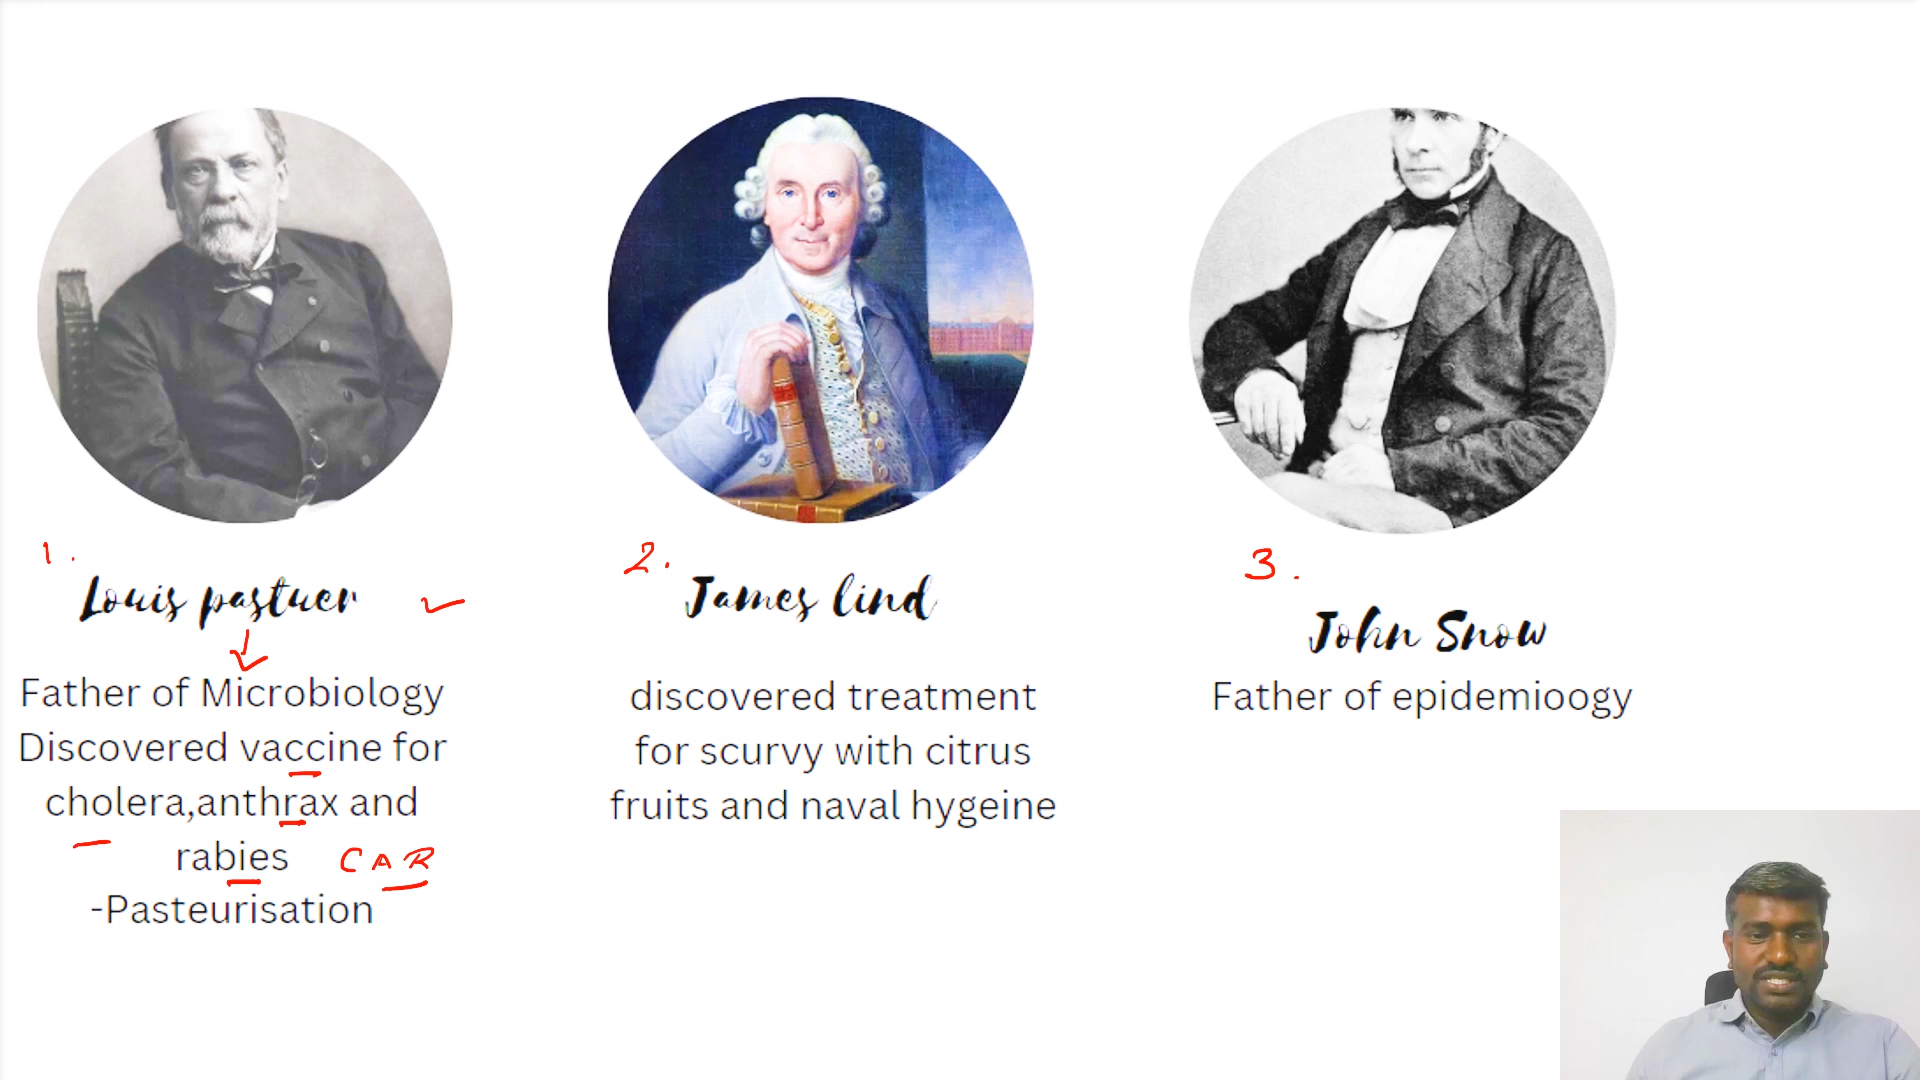 1.
Louis pastuer
Father of Microbiology
Discovered vaccine for
cholera,anthrax and
rabies
CAR
-Pasteurisation
2.
James lind
discovered treatment
for scurvy with citrus
fruits and naval hygeine
3.
John Snow
Father of epidemioogy